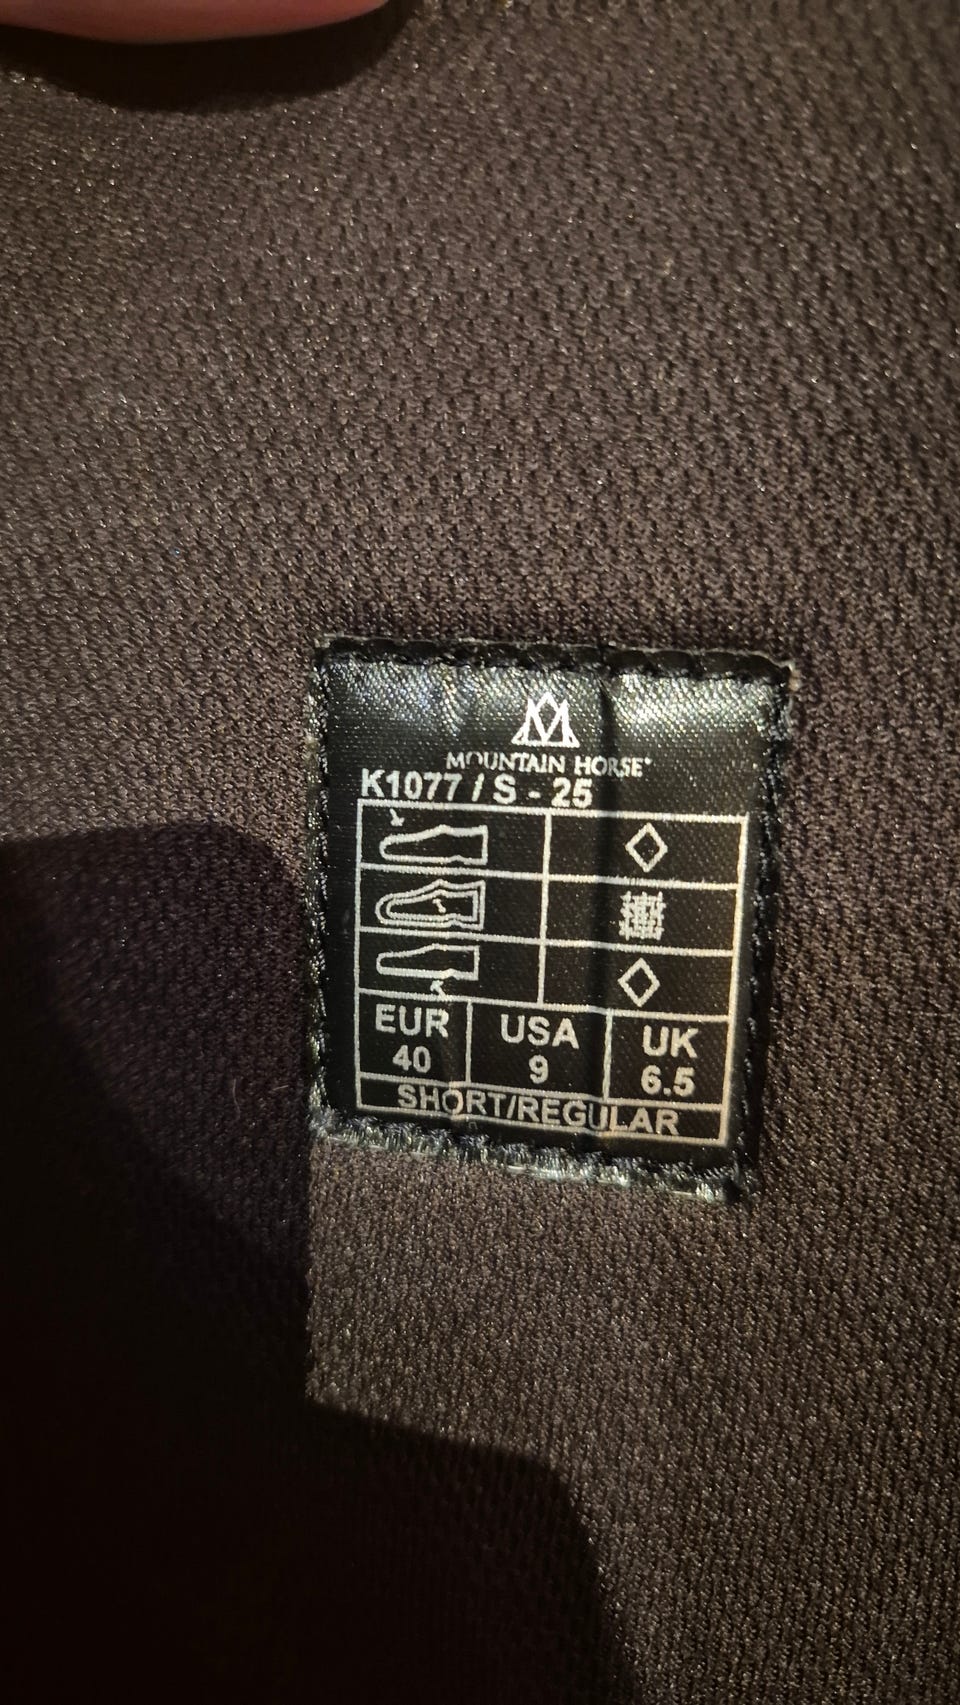 MOUNTAIN HORSE
K1077 / S - 25
EUR USA UK
40 9 6.5
SHORT/REGULAR